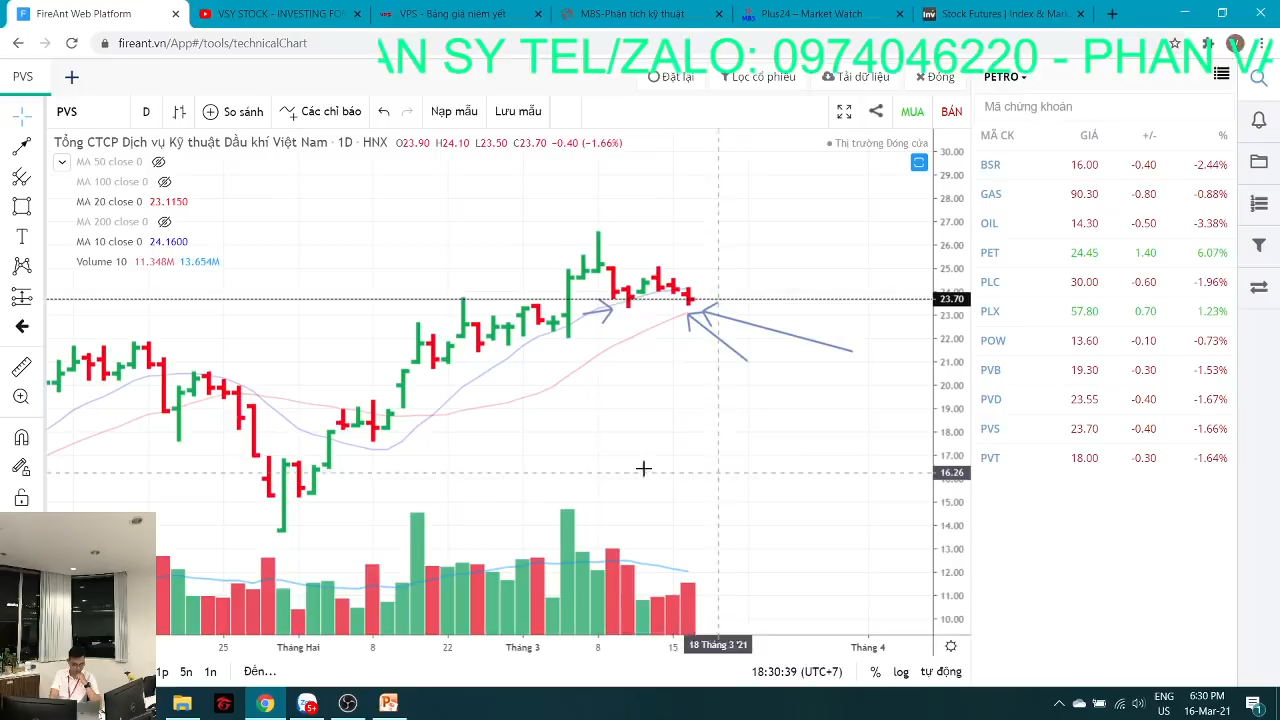 FireAnt Web Platform
VSY STOCK - INVESTING FO
VPS - Bảng giá niêm yết
MBS-Phân tích kỹ thuật
Plus24 – Market Watch
Stock Futures | Index & Mar
fireant.vn/App#/tools/technicalChart
AN SY TEL/ZALO: 0974046220 - PHAN VĂ
PVS
Đặt lại
Lọc cổ phiếu
Tải dữ liệu
Đóng
PETRO
PVS
D
So sánh
Các chỉ báo
Nạp mẫu
Lưu mẫu
MUA
BÁN
Mã chứng khoán
Tổng CTCP Dịch vụ Kỹ thuật Dầu khí Việt Nam · 1D · HNX O23.90 H24.10 L23.50 C23.70 −0.40 (−1.66%)
Thị trường Đóng cửa
MA 50 close 0
MA 100 close 0
MA 20 close 0 23.1150
MA 200 close 0
MA 10 close 0 24.1600
Volume 10 11.348M 13.654M
30.00
29.00
28.00
27.00
26.00
25.00
24.00
23.70
23.00
22.00
21.00
20.00
19.00
18.00
17.00
16.26
16.00
15.00
14.00
13.00
12.00
11.00
10.00
MÃ CK GIÁ +/- %
BSR 16.00 -0.40 -2.44%
GAS 90.30 -0.80 -0.88%
OIL 14.30 -0.50 -3.38%
PET 24.45 1.40 6.07%
PLC 30.00 -0.60 -1.96%
PLX 57.80 0.70 1.23%
POW 13.60 -0.10 -0.73%
PVB 19.30 -0.30 -1.53%
PVD 23.55 -0.40 -1.67%
PVS 23.70 -0.40 -1.66%
PVT 18.00 -0.30 -1.64%
25 Tháng Hai 8 22 Tháng 3 8 15 18 Tháng 3 '21 Tháng 4
1p 5n 1n Đến...
18:30:39 (UTC+7) % log tự động
5+
ENG
US
6:30 PM
16-Mar-21
1